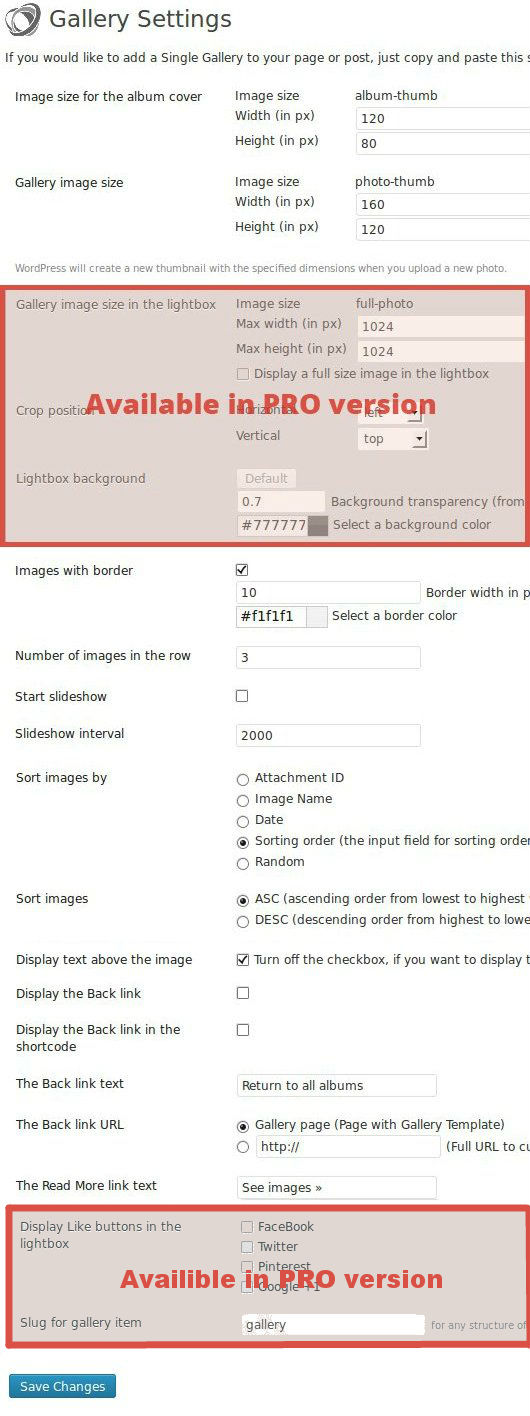 Gallery Settings
If you would like to add a Single Gallery to your page or post, just copy and paste this s
Image size for the album cover Image size album-thumb
Width (in px) 120
Height (in px) 80
Gallery image size Image size photo-thumb
Width (in px) 160
Height (in px) 120
WordPress will create a new thumbnail with the specified dimensions when you upload a new photo.
Gallery image size in the lightbox Image size full-photo
Max width (in px) 1024
Max height (in px) 1024
Display a full size image in the lightbox
Available in PRO version
Crop position Horizontal left
Vertical top
Lightbox background Default
0.7 Background transparency (from
#777777 Select a background color
Images with border
10 Border width in p
#f1f1f1 Select a border color
Number of images in the row 3
Start slideshow
Slideshow interval 2000
Sort images by Attachment ID
Image Name
Date
Sorting order (the input field for sorting order
Random
Sort images ASC (ascending order from lowest to highest
DESC (descending order from highest to lowe
Display text above the image Turn off the checkbox, if you want to display t
Display the Back link
Display the Back link in the
shortcode
The Back link text Return to all albums
The Back link URL Gallery page (Page with Gallery Template)
http:// (Full URL to cu
The Read More link text See images »
Display Like buttons in the FaceBook
lightbox
Twitter
Pinterest
Availible in PRO version
Google +1
Slug for gallery item gallery for any structure of
Save Changes